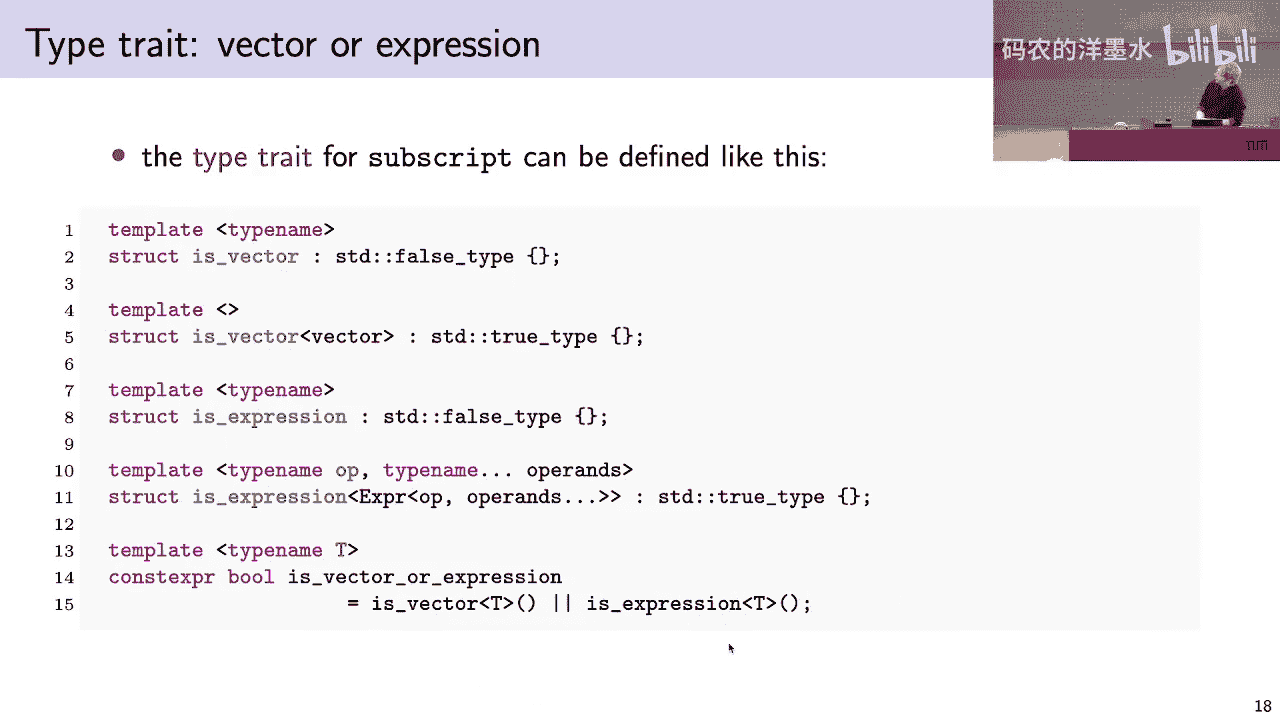 Type trait: vector or expression
码农的洋墨水 bilibili
• the type trait for subscript can be defined like this:
1 template <typename>
2 struct is_vector : std::false_type {};
3
4 template <>
5 struct is_vector<vector> : std::true_type {};
6
7 template <typename>
8 struct is_expression : std::false_type {};
9
10 template <typename op, typename... operands>
11 struct is_expression<Expr<op, operands...>> : std::true_type {};
12
13 template <typename T>
14 constexpr bool is_vector_or_expression
15 = is_vector<T>() || is_expression<T>();
18